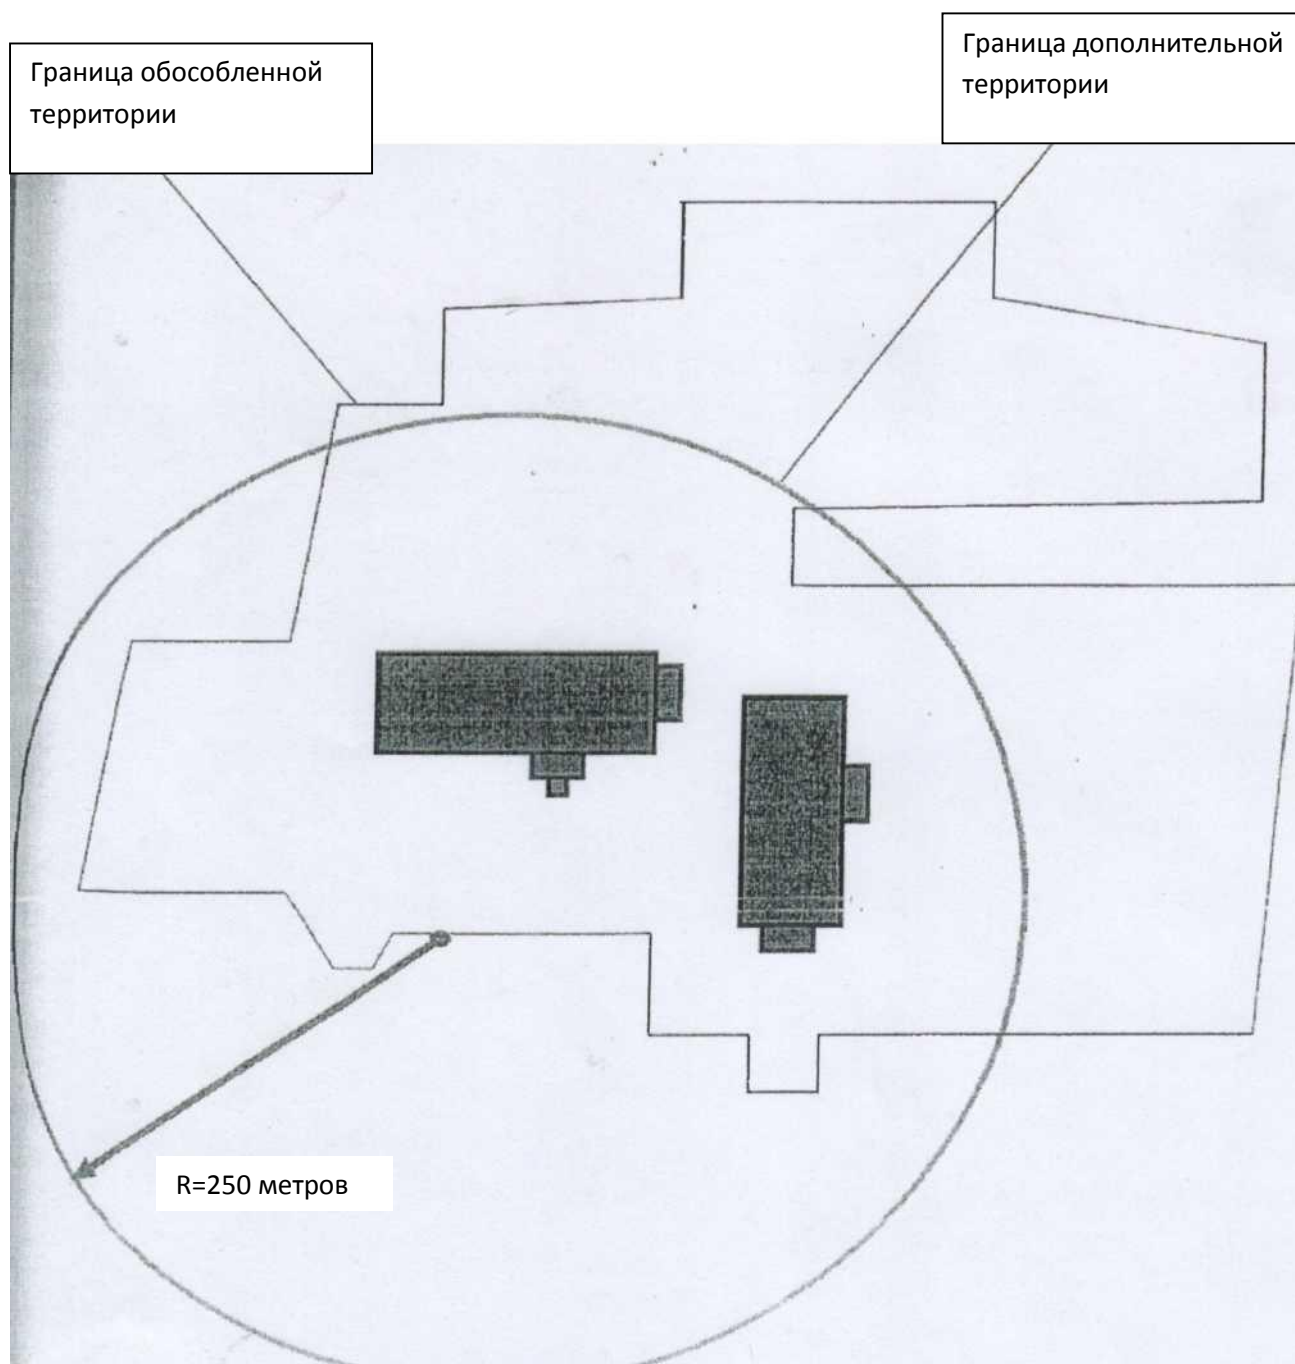 Граница обособленной
территории
Граница дополнительной
территории
R=250 метров